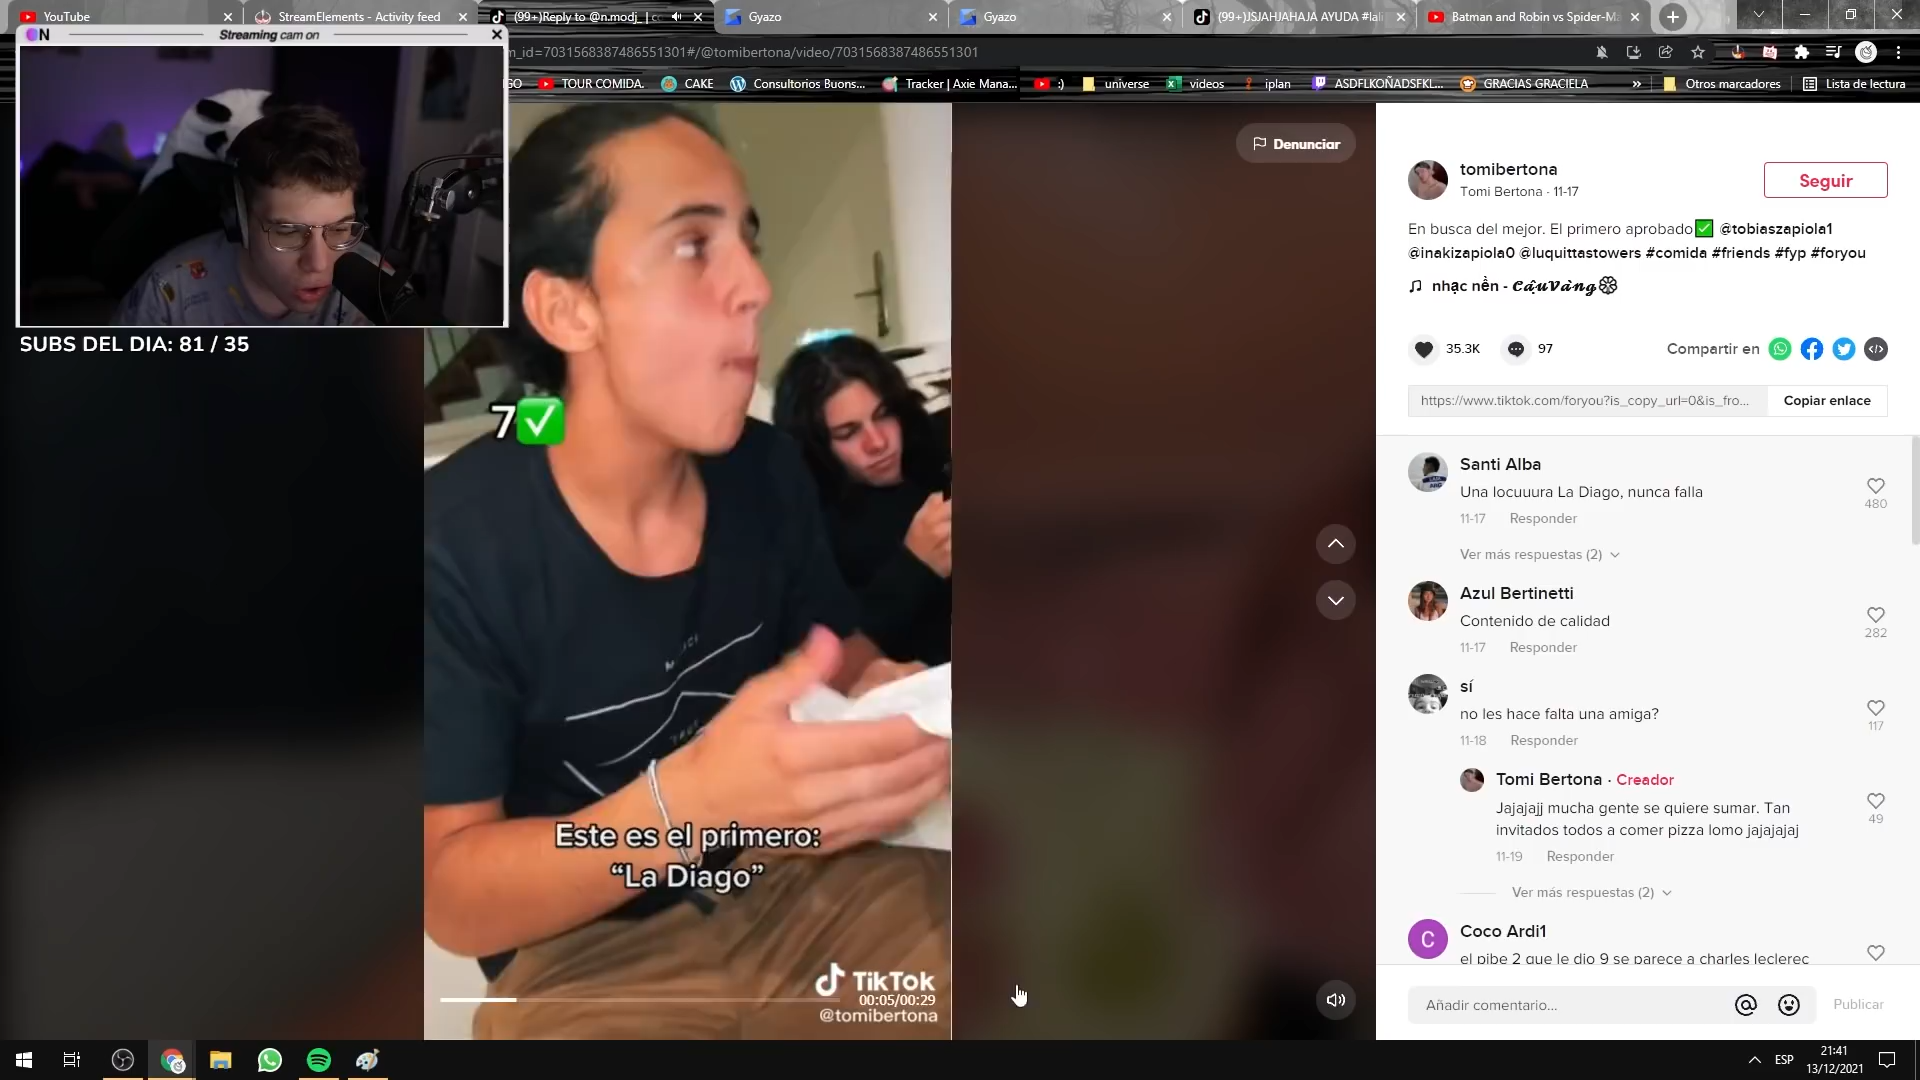 YouTube
StreamElements - Activity feed
(99+)Reply to @n.modj_ | c
Gyazo
Gyazo
(99+)JSJAHJAHAJA AYUDA #lali
Batman and Robin vs Spider-Ma
ON
Streaming cam on
n_id=7031568387486551301#/@tomibertona/video/7031568387486551301
GO
TOUR COMIDA.
CAKE
Consultorios Buons...
Tracker | Axie Mana...
:)
universe
videos
iplan
ASDFLKOÑADSFKL...
GRACIAS GRACIELA
»
Otros marcadores
Lista de lectura
SUBS DEL DIA: 81 / 35
7✅
Este es el primero:
“La Diago”
TikTok
00:05/00:29
@tomibertona
Denunciar
tomibertona
Tomi Bertona · 11-17
Seguir
En busca del mejor. El primero aprobado✅ @tobiaszapiola1
@inakizapiola0 @luquittastowers #comida #friends #fyp #foryou
nhạc nền - 𝓒ậ𝓾𝓥à𝓷𝓰
35.3K
97
Compartir en
https://www.tiktok.com/foryou?is_copy_url=0&is_fro...
Copiar enlace
Santi Alba
Una locuuura La Diago, nunca falla
480
11-17 Responder
Ver más respuestas (2)
Azul Bertinetti
Contenido de calidad
282
11-17 Responder
sí
no les hace falta una amiga?
117
11-18 Responder
Tomi Bertona · Creador
Jajajajj mucha gente se quiere sumar. Tan
invitados todos a comer pizza lomo jajajajaj
49
11-19 Responder
Ver más respuestas (2)
C
Coco Ardi1
el pibe 2 que le dio 9 se parece a charles leclerec
Añadir comentario...
Publicar
ESP
21:41
13/12/2021